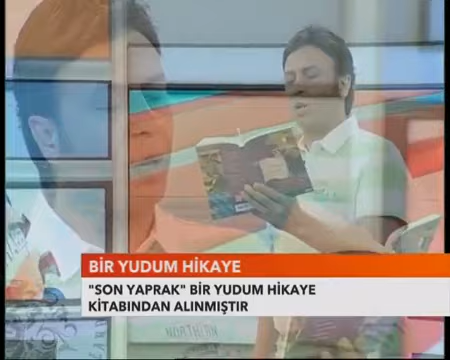 BİR YUDUM HİKAYE
"SON YAPRAK" BİR YUDUM HİKAYE
KİTABINDAN ALINMIŞTIR